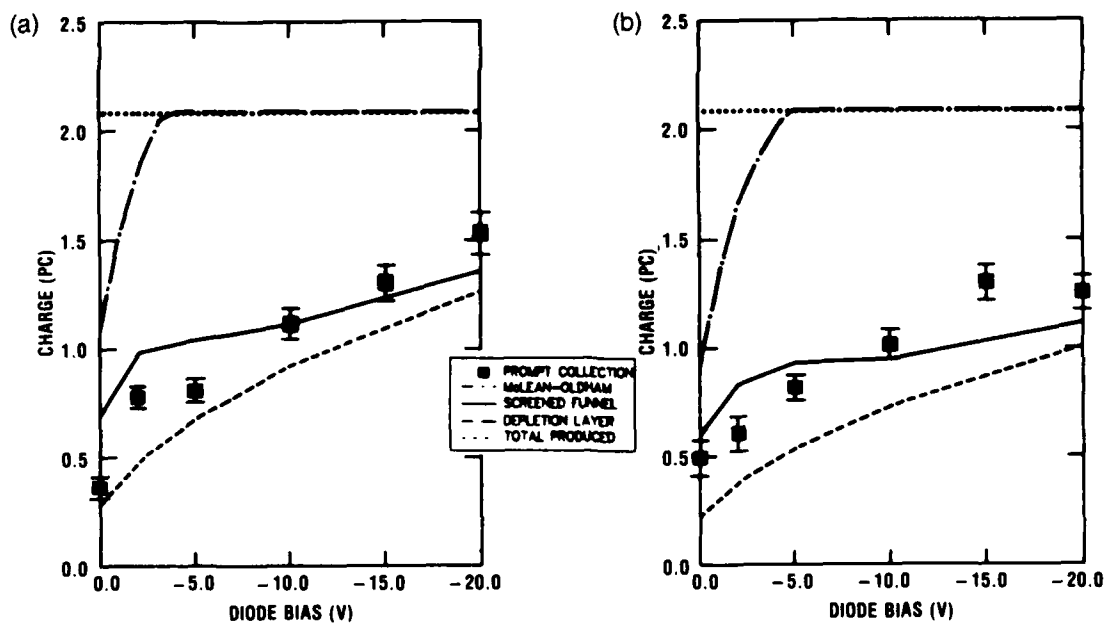 (a)
2.5
2.0
1.5
1.0
0.5
0.0
CHARGE (PC)
0.0 -5.0 -10.0 -15.0 -20.0
DIODE BIAS (V)
PROMPT COLLECTION
McLEAN-OLDHAM
SCREENED FUNNEL
DEPLETION LAYER
TOTAL PRODUCED
(b)
2.5
2.0
1.5
1.0
0.5
0.0
CHARGE (PC)
0.0 -5.0 -10.0 -15.0 -20.0
DIODE BIAS (V)